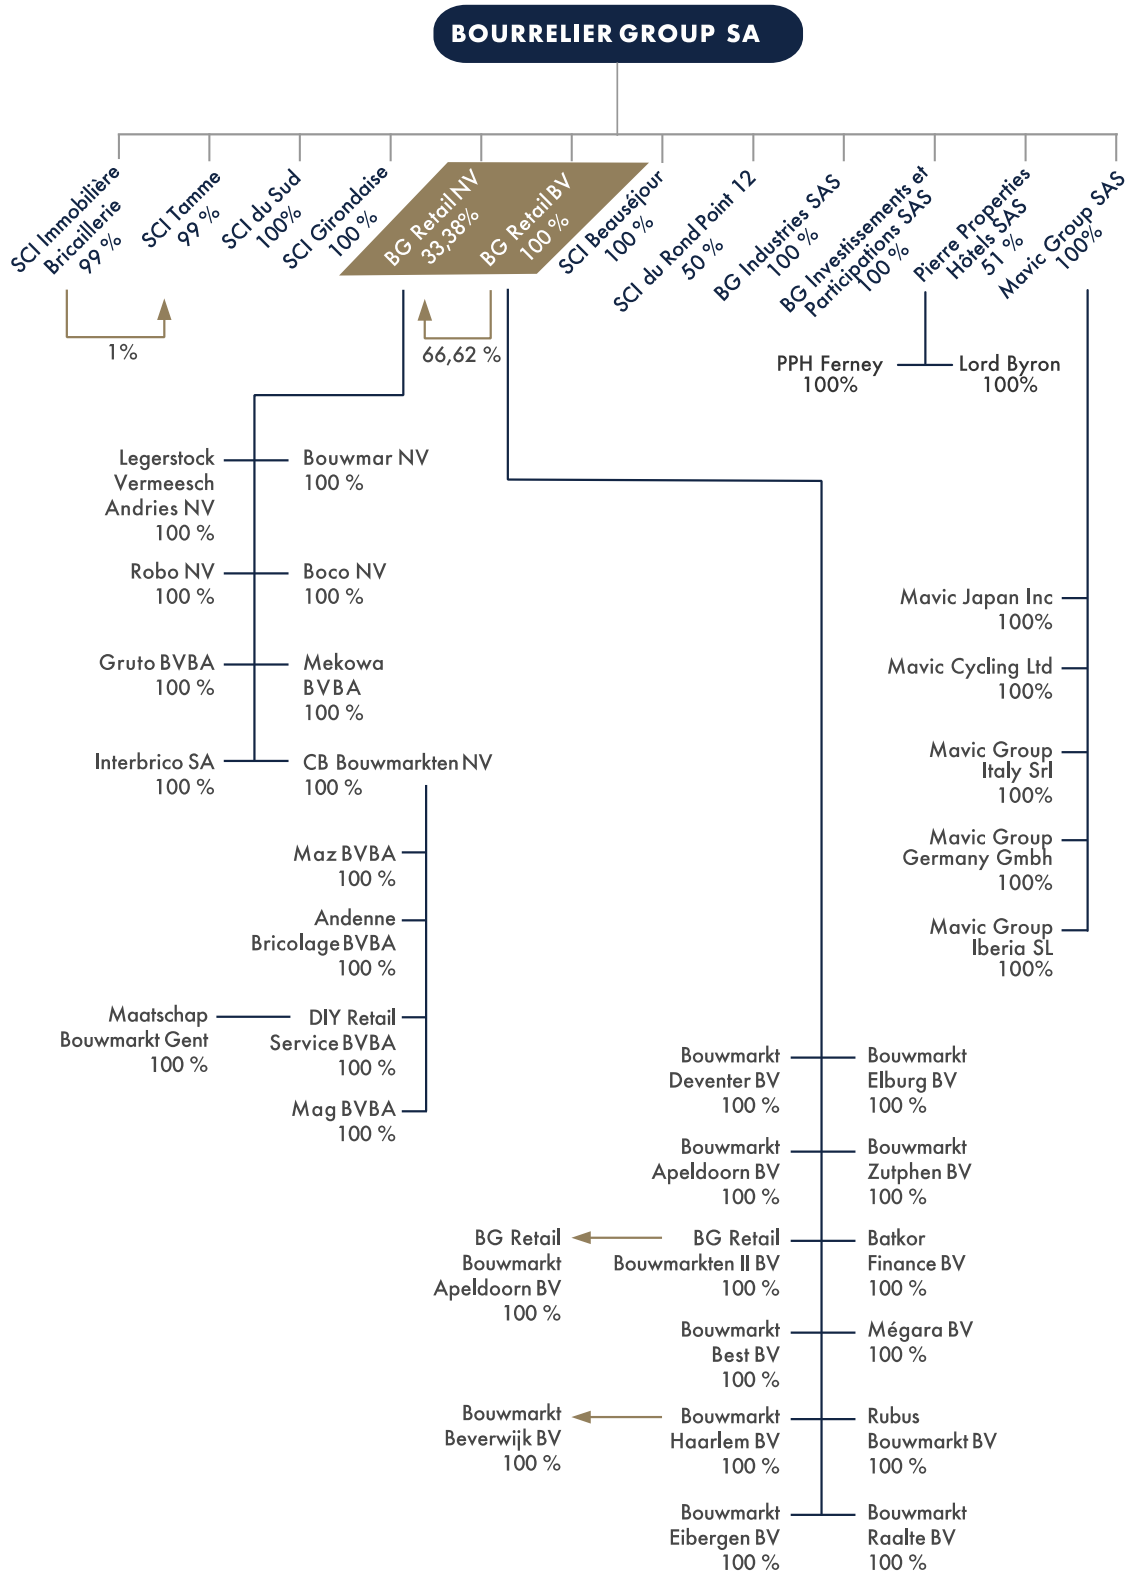 BOURRELIER GROUP SA
SCI Immobilière
Bricaillerie
99 %
SCI Tamme
99 %
SCI du Sud
100%
SCI Girondaise
100 %
BG Retail NV
33,38%
BG Retail BV
100 %
SCI Beauséjour
100 %
SCI du Rond Point 12
50 %
BG Industries SAS
100 %
BG Investissements et
Participations SAS
100 %
Pierre Properties
Hôtels SAS
51 %
Mavic Group SAS
100%
1%
66,62 %
PPH Ferney
100%
Lord Byron
100%
Legerstock
Vermeesch
Andries NV
100 %
Bouwmar NV
100 %
Robo NV
100 %
Boco NV
100 %
Gruto BVBA
100 %
Mekowa
BVBA
100 %
Interbrico SA
100 %
CB Bouwmarkten NV
100 %
Maz BVBA
100 %
Andenne
Bricolage BVBA
100 %
Maatschap
Bouwmarkt Gent
100 %
DIY Retail
Service BVBA
100 %
Mag BVBA
100 %
Mavic Japan Inc
100%
Mavic Cycling Ltd
100%
Mavic Group
Italy Srl
100%
Mavic Group
Germany Gmbh
100%
Mavic Group
Iberia SL
100%
Bouwmarkt
Deventer BV
100 %
Bouwmarkt
Elburg BV
100 %
Bouwmarkt
Apeldoorn BV
100 %
Bouwmarkt
Zutphen BV
100 %
BG Retail
Bouwmarkt
Apeldoorn BV
100 %
BG Retail
Bouwmarkten II BV
100 %
Batkor
Finance BV
100 %
Bouwmarkt
Best BV
100 %
Mégara BV
100 %
Bouwmarkt
Beverwijk BV
100 %
Bouwmarkt
Haarlem BV
100 %
Rubus
Bouwmarkt BV
100 %
Bouwmarkt
Eibergen BV
100 %
Bouwmarkt
Raalte BV
100 %